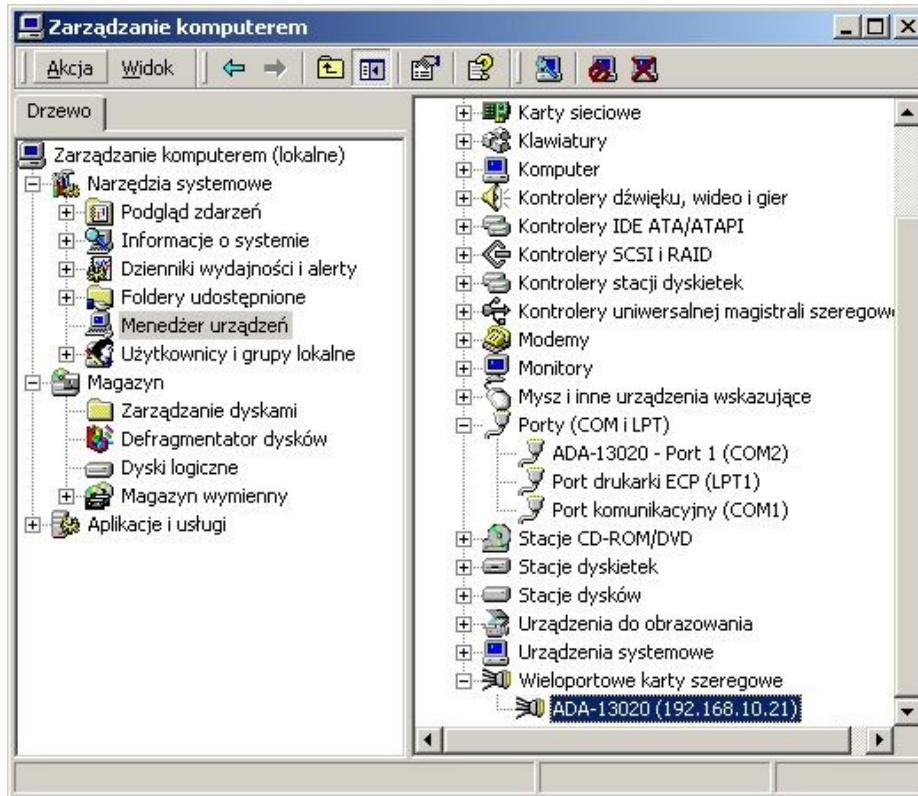 Zarządzanie komputerem
Akcja Widok
Drzewo
Zarządzanie komputerem (lokalne)
Narzędzia systemowe
Podgląd zdarzeń
Informacje o systemie
Dzienniki wydajności i alerty
Foldery udostępnione
Menedżer urządzeń
Użytkownicy i grupy lokalne
Magazyn
Zarządzanie dyskami
Defragmentator dysków
Dyski logiczne
Magazyn wymienny
Aplikacje i usługi
Karty sieciowe
Klawiatury
Komputer
Kontrolery dźwięku, wideo i gier
Kontrolery IDE ATA/ATAPI
Kontrolery SCSI i RAID
Kontrolery stacji dyskietek
Kontrolery uniwersalnej magistrali szeregow
Modemy
Monitory
Mysz i inne urządzenia wskazujące
Porty (COM i LPT)
ADA-13020 - Port 1 (COM2)
Port drukarki ECP (LPT1)
Port komunikacyjny (COM1)
Stacje CD-ROM/DVD
Stacje dyskietek
Stacje dysków
Urządzenia do obrazowania
Urządzenia systemowe
Wieloportowe karty szeregowe
ADA-13020 (192.168.10.21)